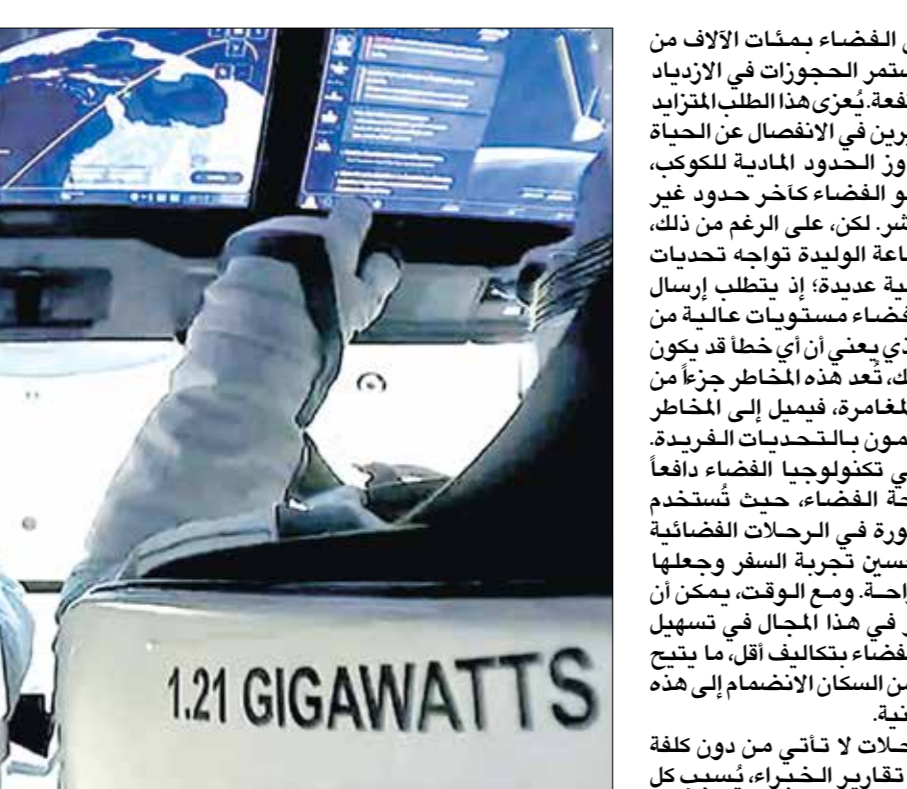 ى الفضاء بمئات الآلاف من
ستمر الحجوزات في الازدياد
فعة. يُعزى هذا الطلب المتزايد
يرين في الانفصال عن الحياة
وز الحدود المادية للكوكب،
و الفضاء كآخر حدود غير
شر. لكن، على الرغم من ذلك،
اعة الوليدة تواجه تحديات
ية عديدة؛ إذ يتطلب إرسال
فضاء مستويات عالية من
ذي يعني أن أي خطأ قد يكون
ك، تُعد هذه المخاطر جزءاً من
لمغامرة، فيميل إلى المخاطر
مون بالتحديات الفريدة.
ي تكنولوجيا الفضاء دافعاً
حة الفضاء، حيث تُستخدم
ورة في الرحلات الفضائية
سين تجربة السفر وجعلها
احة. ومع الوقت، يمكن أن
ر في هذا المجال في تسهيل
فضاء بتكاليف أقل، ما يتيح
ن السكان الانضمام إلى هذه
نية.
حلات لا تأتي من دون كلفة
تقارير الخبراء، يُسبب كل
1.21 GIGAWATTS